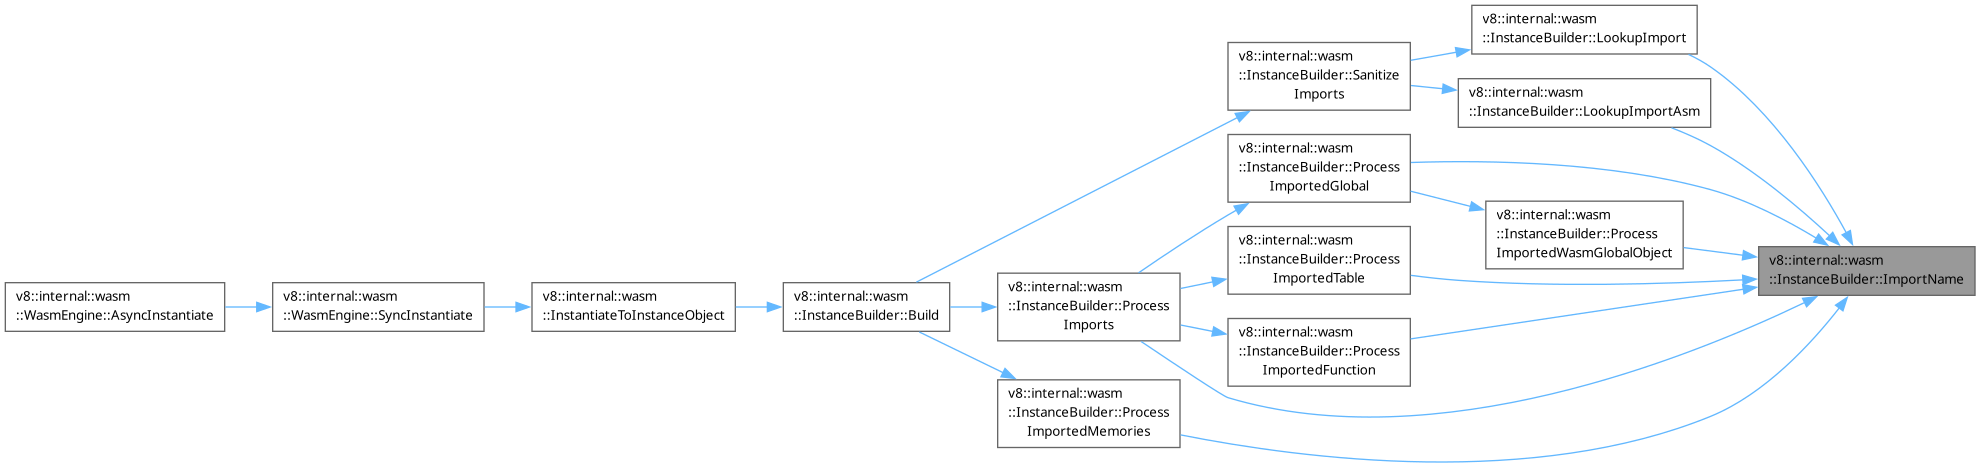 v8::internal::wasm
::WasmEngine::AsyncInstantiate
v8::internal::wasm
::WasmEngine::SyncInstantiate
v8::internal::wasm
::InstantiateToInstanceObject
v8::internal::wasm
::InstanceBuilder::Build
v8::internal::wasm
::InstanceBuilder::Process
Imports
v8::internal::wasm
::InstanceBuilder::Process
ImportedMemories
v8::internal::wasm
::InstanceBuilder::Sanitize
Imports
v8::internal::wasm
::InstanceBuilder::Process
ImportedGlobal
v8::internal::wasm
::InstanceBuilder::Process
ImportedTable
v8::internal::wasm
::InstanceBuilder::Process
ImportedFunction
v8::internal::wasm
::InstanceBuilder::LookupImport
v8::internal::wasm
::InstanceBuilder::LookupImportAsm
v8::internal::wasm
::InstanceBuilder::Process
ImportedWasmGlobalObject
v8::internal::wasm
::InstanceBuilder::ImportName